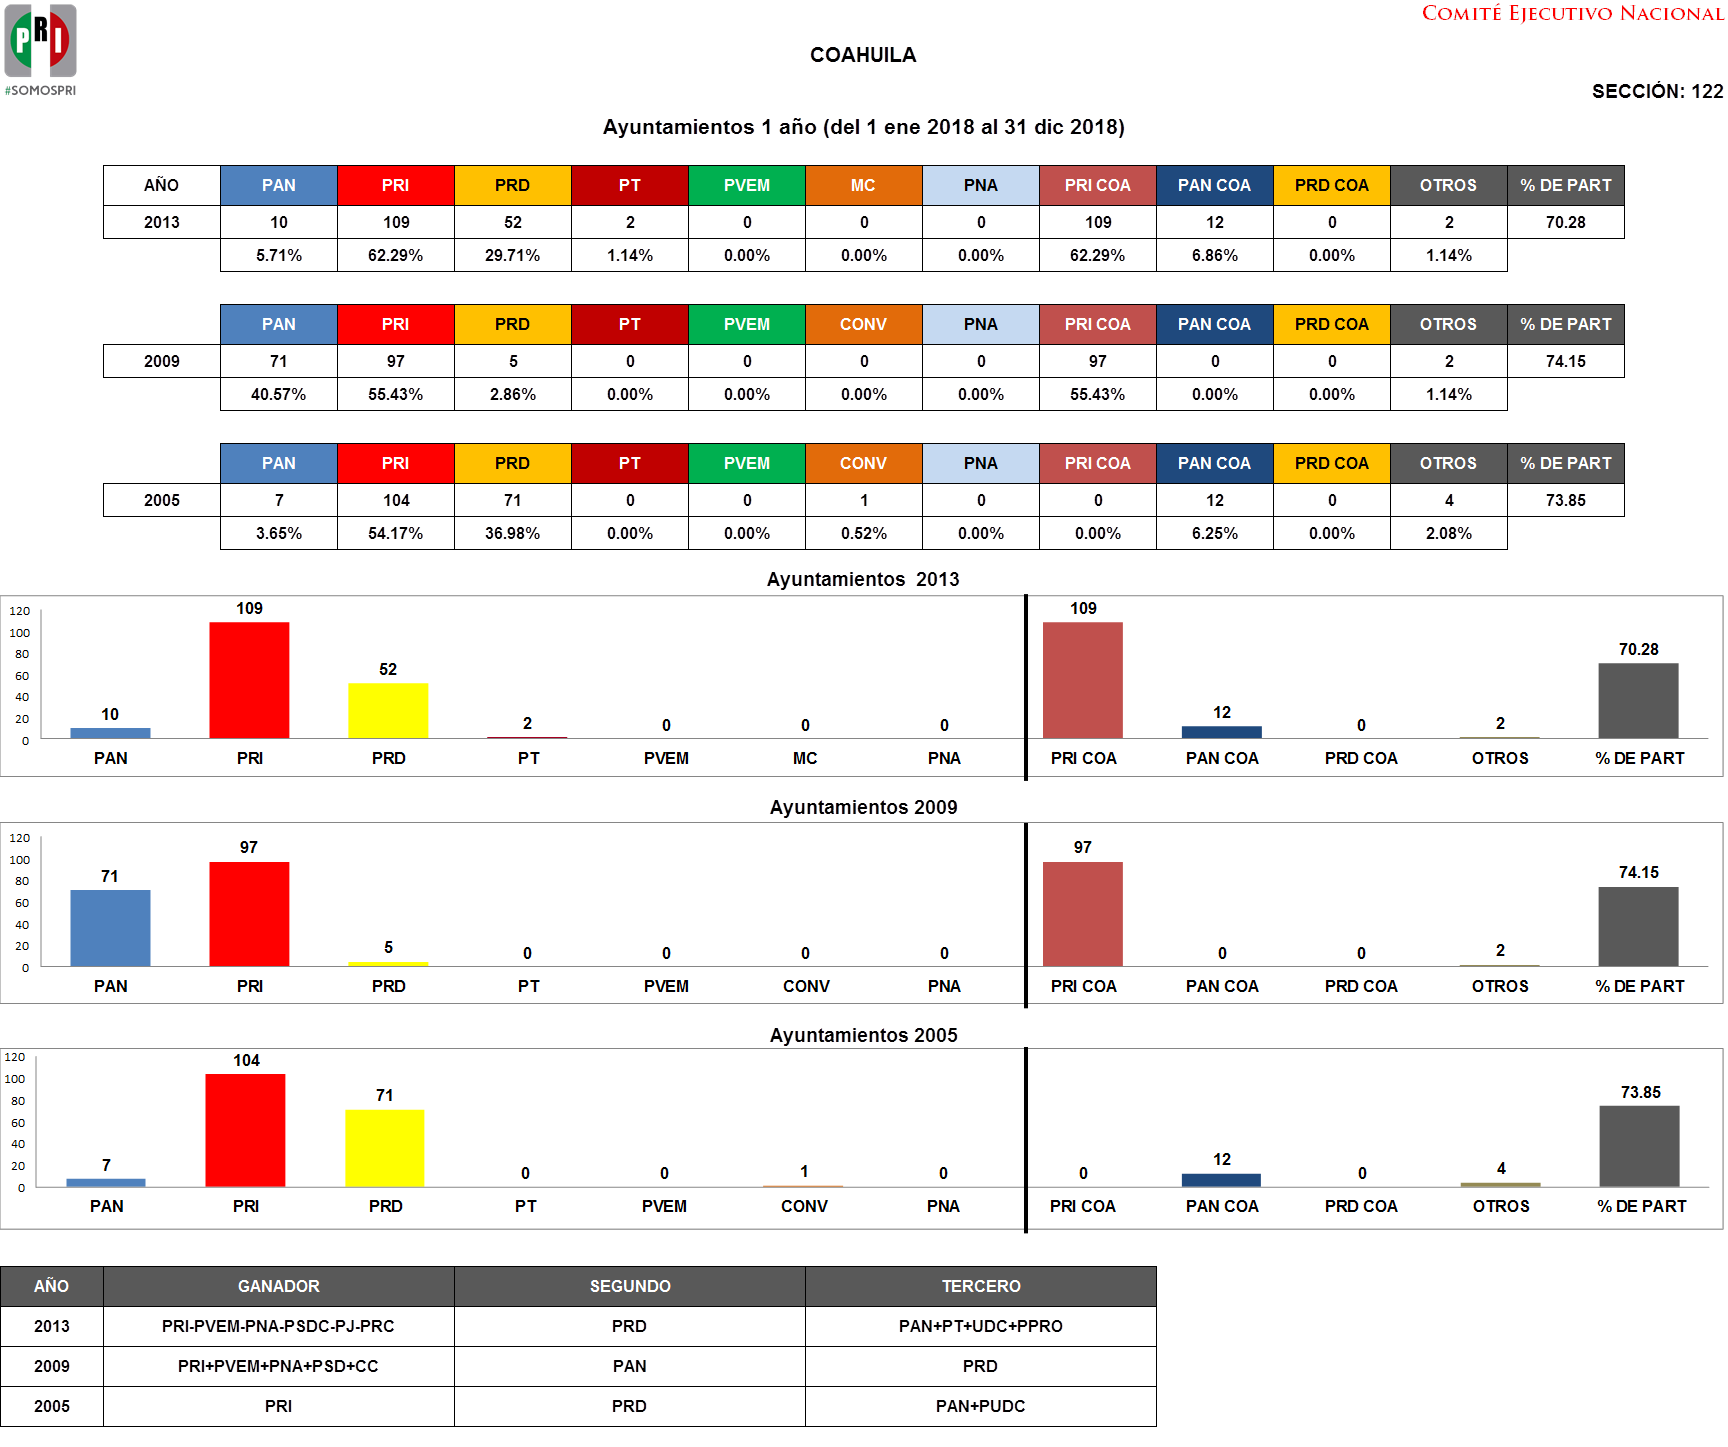 PRI
#SOMOSPRI
COMITÉ EJECUTIVO NACIONAL
COAHUILA
SECCIÓN: 122
Ayuntamientos 1 año (del 1 ene 2018 al 31 dic 2018)
AÑO PAN PRI PRD PT PVEM MC PNA PRI COA PAN COA PRD COA OTROS % DE PART
2013 10 109 52 2 0 0 0 109 12 0 2 70.28
5.71% 62.29% 29.71% 1.14% 0.00% 0.00% 0.00% 62.29% 6.86% 0.00% 1.14%
PAN PRI PRD PT PVEM CONV PNA PRI COA PAN COA PRD COA OTROS % DE PART
2009 71 97 5 0 0 0 0 97 0 0 2 74.15
40.57% 55.43% 2.86% 0.00% 0.00% 0.00% 0.00% 55.43% 0.00% 0.00% 1.14%
PAN PRI PRD PT PVEM CONV PNA PRI COA PAN COA PRD COA OTROS % DE PART
2005 7 104 71 0 0 1 0 0 12 0 4 73.85
3.65% 54.17% 36.98% 0.00% 0.00% 0.52% 0.00% 0.00% 6.25% 0.00% 2.08%
Ayuntamientos 2013
120
100
80
60
40
20
0
10 109 52 2 0 0 0 109 12 0 2 70.28
PAN PRI PRD PT PVEM MC PNA PRI COA PAN COA PRD COA OTROS % DE PART
Ayuntamientos 2009
120
100
80
60
40
20
0
71 97 5 0 0 0 0 97 0 0 2 74.15
PAN PRI PRD PT PVEM CONV PNA PRI COA PAN COA PRD COA OTROS % DE PART
Ayuntamientos 2005
120
100
80
60
40
20
0
7 104 71 0 0 1 0 0 12 0 4 73.85
PAN PRI PRD PT PVEM CONV PNA PRI COA PAN COA PRD COA OTROS % DE PART
AÑO GANADOR SEGUNDO TERCERO
2013 PRI-PVEM-PNA-PSDC-PJ-PRC PRD PAN+PT+UDC+PPRO
2009 PRI+PVEM+PNA+PSD+CC PAN PRD
2005 PRI PRD PAN+PUDC